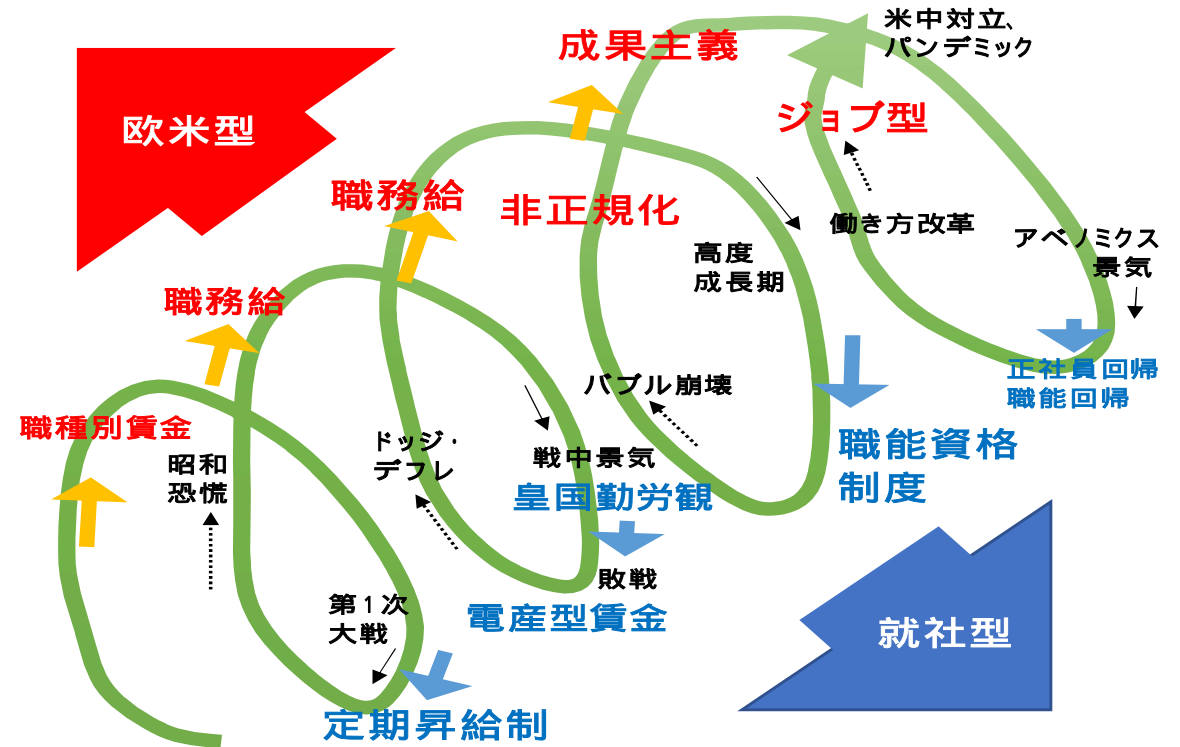 米中対立、
パンデミック
成果主義
欧米型
ジョブ型
職務給
非正規化
働き方改革
アベノミクス
景気
高度
成長期
職務給
正社員回帰
職能回帰
バブル崩壊
職種別賃金
ドッジ・
デフレ
戦中景気
職能資格
制度
昭和
恐慌
皇国勤労観
敗戦
第1次
大戦
電産型賃金
就社型
定期昇給制